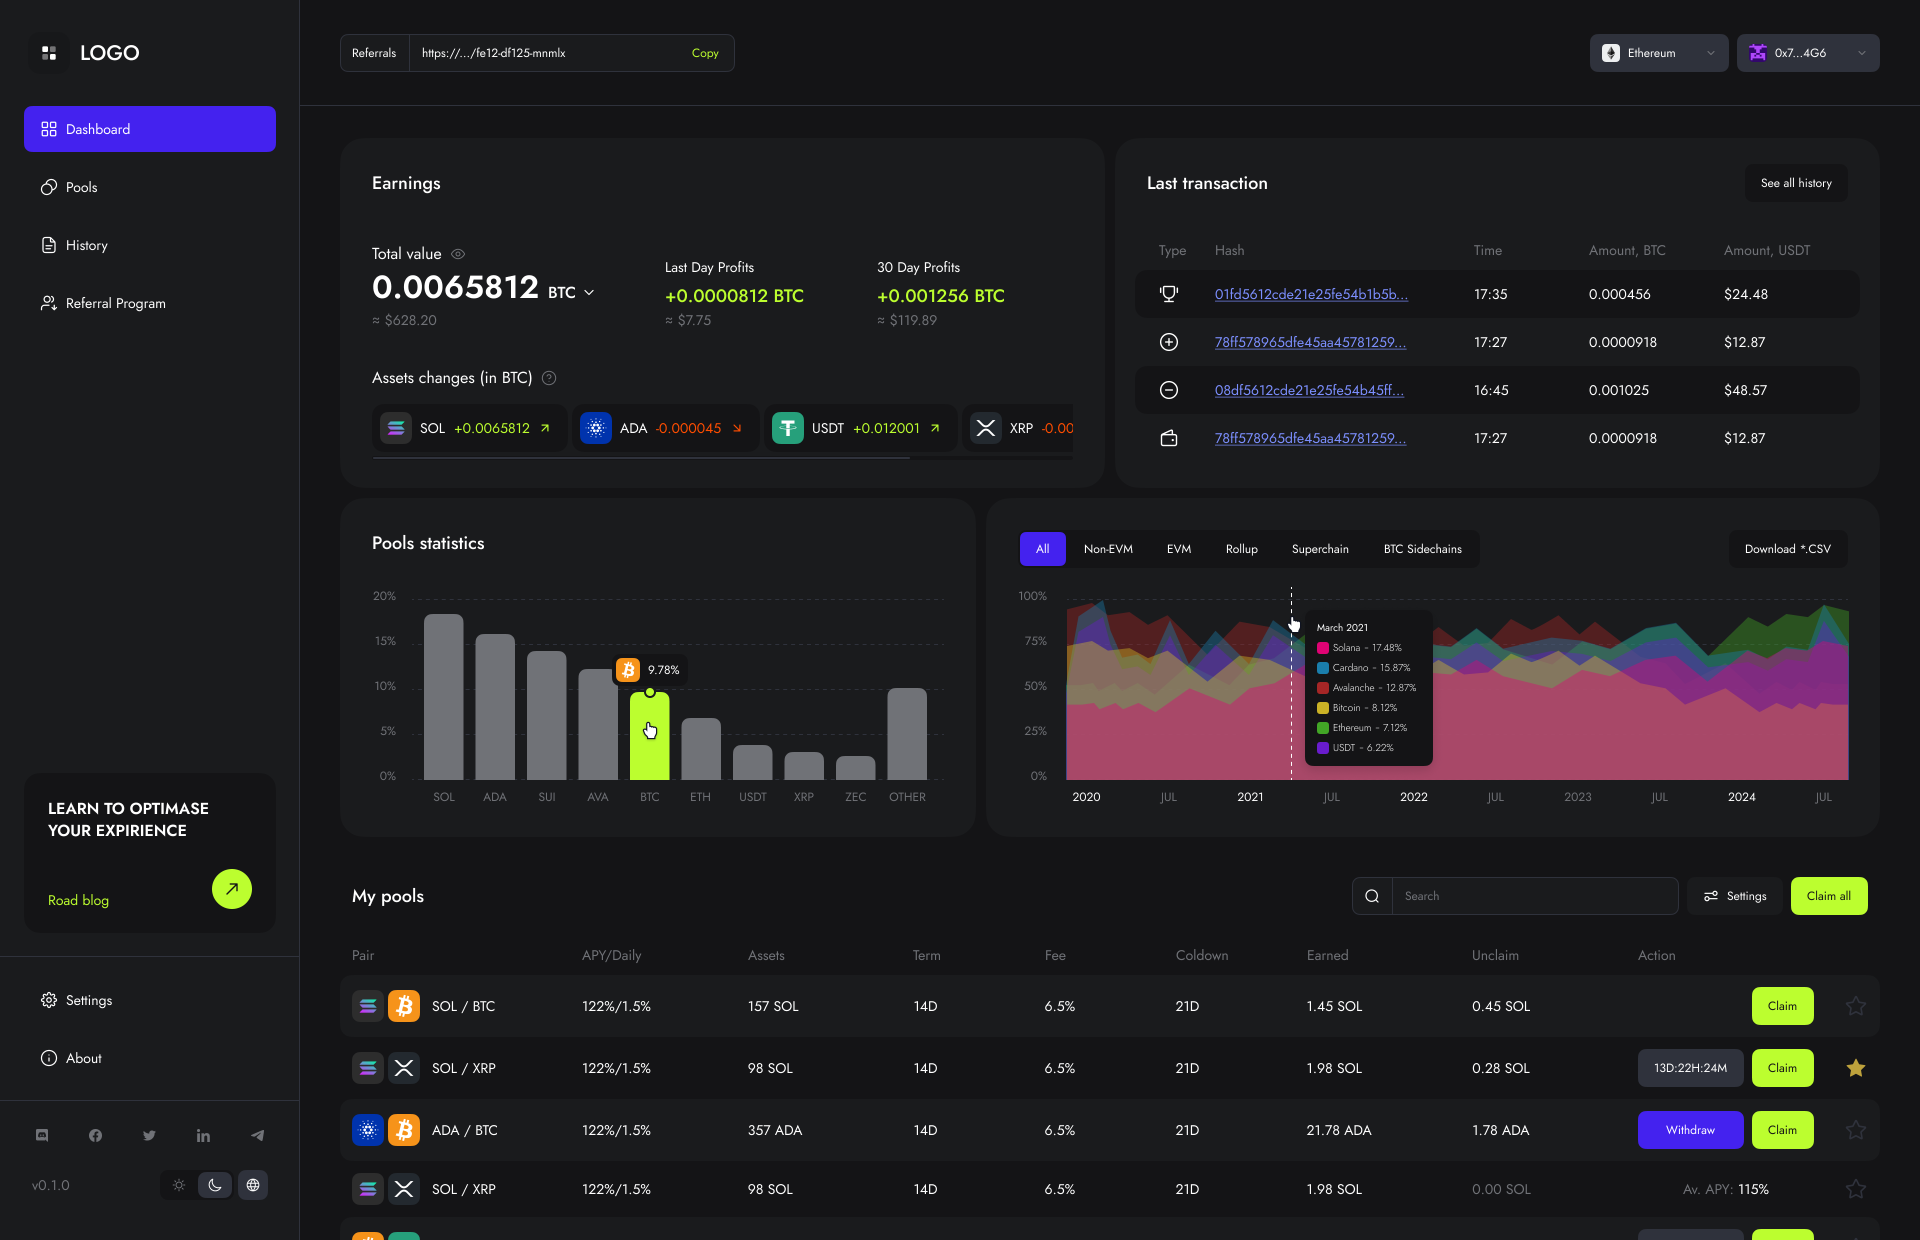 LOGO
Dashboard
Pools
History
Referral Program
LEARN TO OPTIMASE
YOUR EXPIRIENCE
Road blog
Settings
About
v0.1.0
Referrals https://.../fe12-df125-mnmlx Copy
Ethereum 0x7...4G6
Earnings
Total value
0.0065812 BTC
≈ $628.20
Last Day Profits
+0.0000812 BTC
≈ $7.75
30 Day Profits
+0.001256 BTC
≈ $119.89
Assets changes (in BTC)
SOL +0.0065812 ADA -0.000045 USDT +0.012001 XRP -0.00
Last transaction See all history
Type Hash Time Amount, BTC Amount, USDT
01fd5612cde21e25fe54b1b5b... 17:35 0.000456 $24.48
78ff578965dfe45aa45781259... 17:27 0.0000918 $12.87
08df5612cde21e25fe54b45ff... 16:45 0.001025 $48.57
78ff578965dfe45aa45781259... 17:27 0.0000918 $12.87
Pools statistics
20%
15%
10%
5%
0%
9.78%
SOL ADA SUI AVA BTC ETH USDT XRP ZEC OTHER
All Non-EVM EVM Rollup Superchain BTC Sidechains Download *.CSV
100%
75%
50%
25%
0%
March 2021
Solana - 17.48%
Cardano - 15.87%
Avalanche - 12.87%
Bitcoin - 8.12%
Ethereum - 7.12%
USDT - 6.22%
2020 JUL 2021 JUL 2022 JUL 2023 JUL 2024 JUL
My pools Search Settings Claim all
Pair APY/Daily Assets Term Fee Coldown Earned Unclaim Action
SOL / BTC 122%/1.5% 157 SOL 14D 6.5% 21D 1.45 SOL 0.45 SOL Claim
SOL / XRP 122%/1.5% 98 SOL 14D 6.5% 21D 1.98 SOL 0.28 SOL 13D:22H:24M Claim
ADA / BTC 122%/1.5% 357 ADA 14D 6.5% 21D 21.78 ADA 1.78 ADA Withdraw Claim
SOL / XRP 122%/1.5% 98 SOL 14D 6.5% 21D 1.98 SOL 0.00 SOL Av. APY: 115%